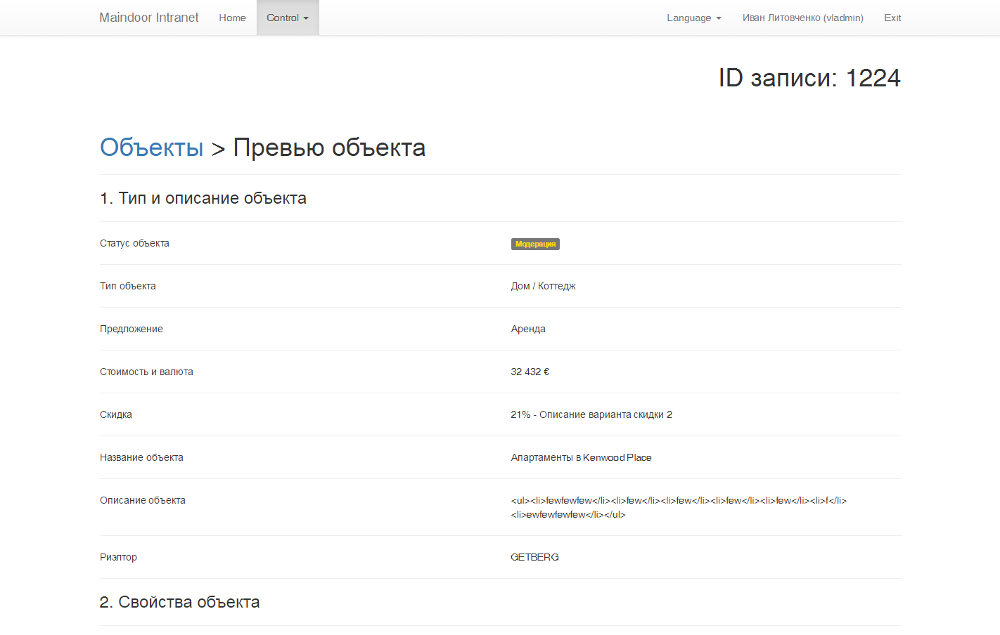 Maindoor Intranet Home Control Language Иван Литовченко (vladmin) Exit
ID записи: 1224
Объекты > Превью объекта
1. Тип и описание объекта
Статус объекта Модерация
Тип объекта Дом / Коттедж
Предложение Аренда
Стоимость и валюта 32 432 €
Скидка 21% - Описание варианта скидки 2
Название объекта Апартаменты в Kenwood Place
Описание объекта <ul><li>fewfewfew</li><li>few</li><li>few</li><li>few</li><li>few</li><li>f</li>
<li>ewfewfewfew</li></ul>
Риэлтор GETBERG
2. Свойства объекта